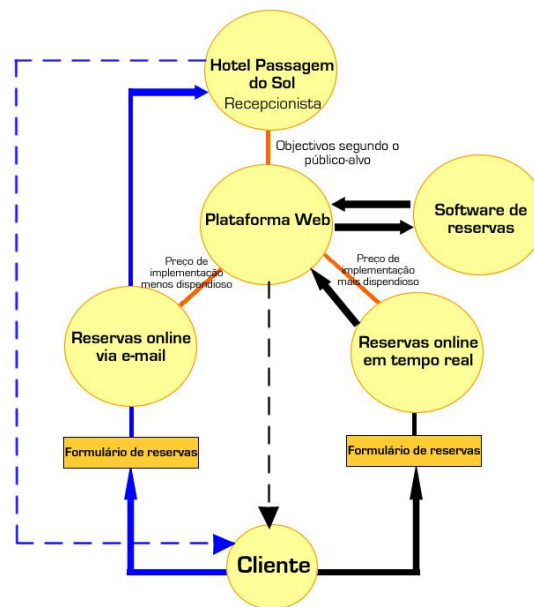 Hotel Passagem
do Sol
Recepcionista
Objectivos segundo o
público-alvo
Plataforma Web
Software de
reservas
Preço de
implementação
menos dispendioso
Preço de
implementação
mais dispendioso
Reservas online
via e-mail
Reservas online
em tempo real
Formulário de reservas
Formulário de reservas
Cliente